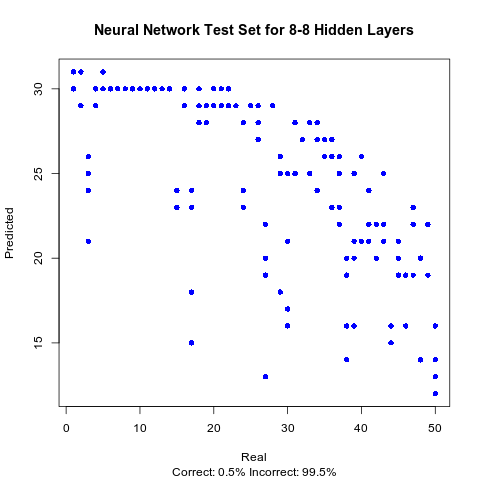 Neural Network Test Set for 8-8 Hidden Layers
Predicted
30
25
20
15
0 10 20 30 40 50
Real
Correct: 0.5% Incorrect: 99.5%